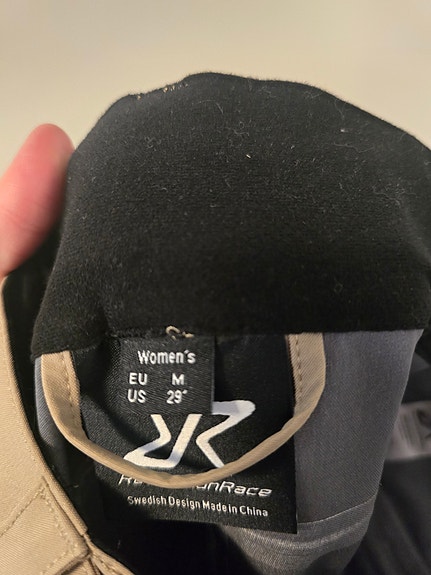 Women's
EU M
US 29"
Swedish Design Made in China